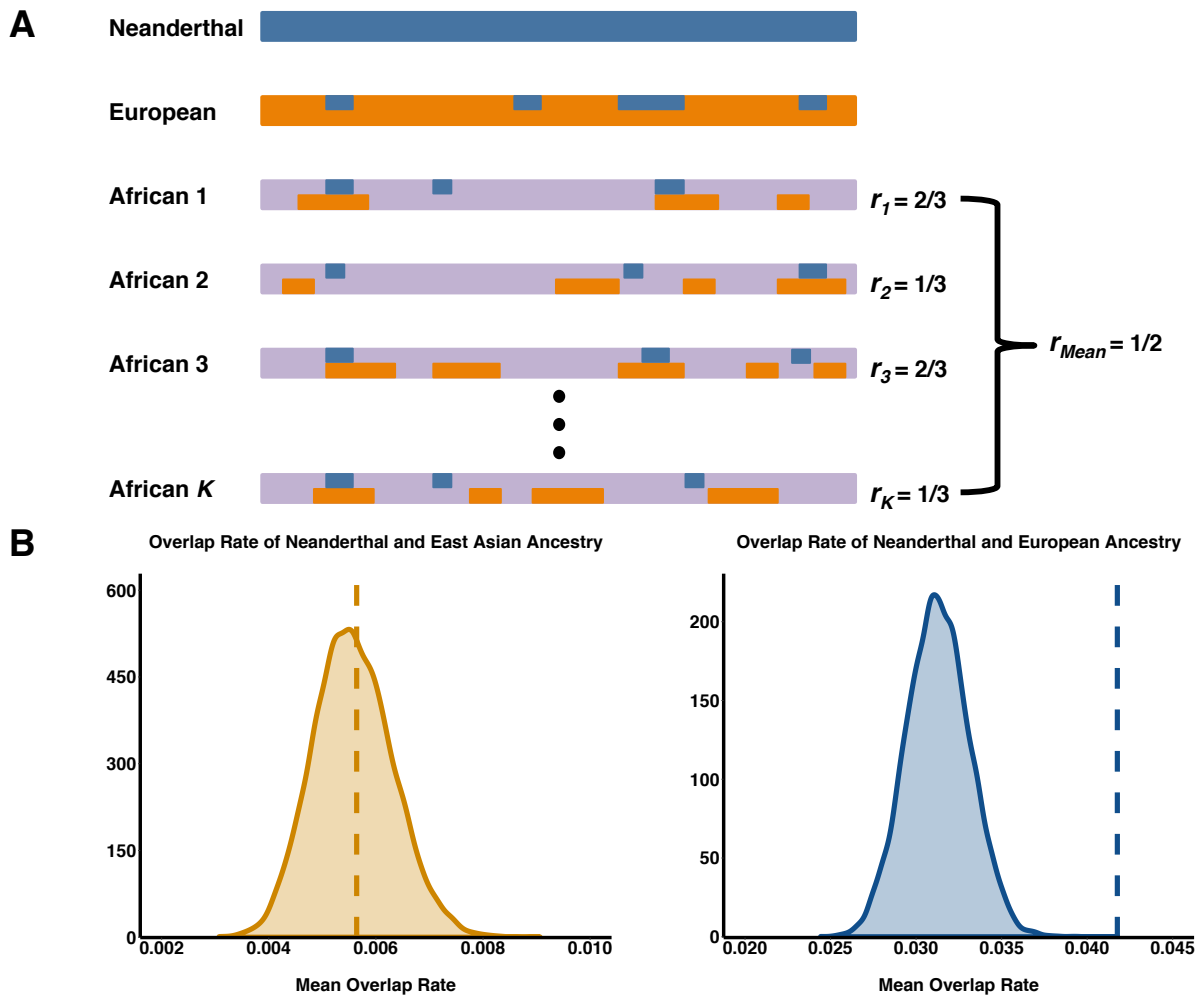 A
Neanderthal
European
African 1
r1 = 2/3
African 2
r2 = 1/3
rMean = 1/2
African 3
r3 = 2/3
African K
rK = 1/3
B
Overlap Rate of Neanderthal and East Asian Ancestry
600
450
300
150
0
0.002 0.004 0.006 0.008 0.010
Mean Overlap Rate
Overlap Rate of Neanderthal and European Ancestry
200
150
100
50
0
0.020 0.025 0.030 0.035 0.040 0.045
Mean Overlap Rate